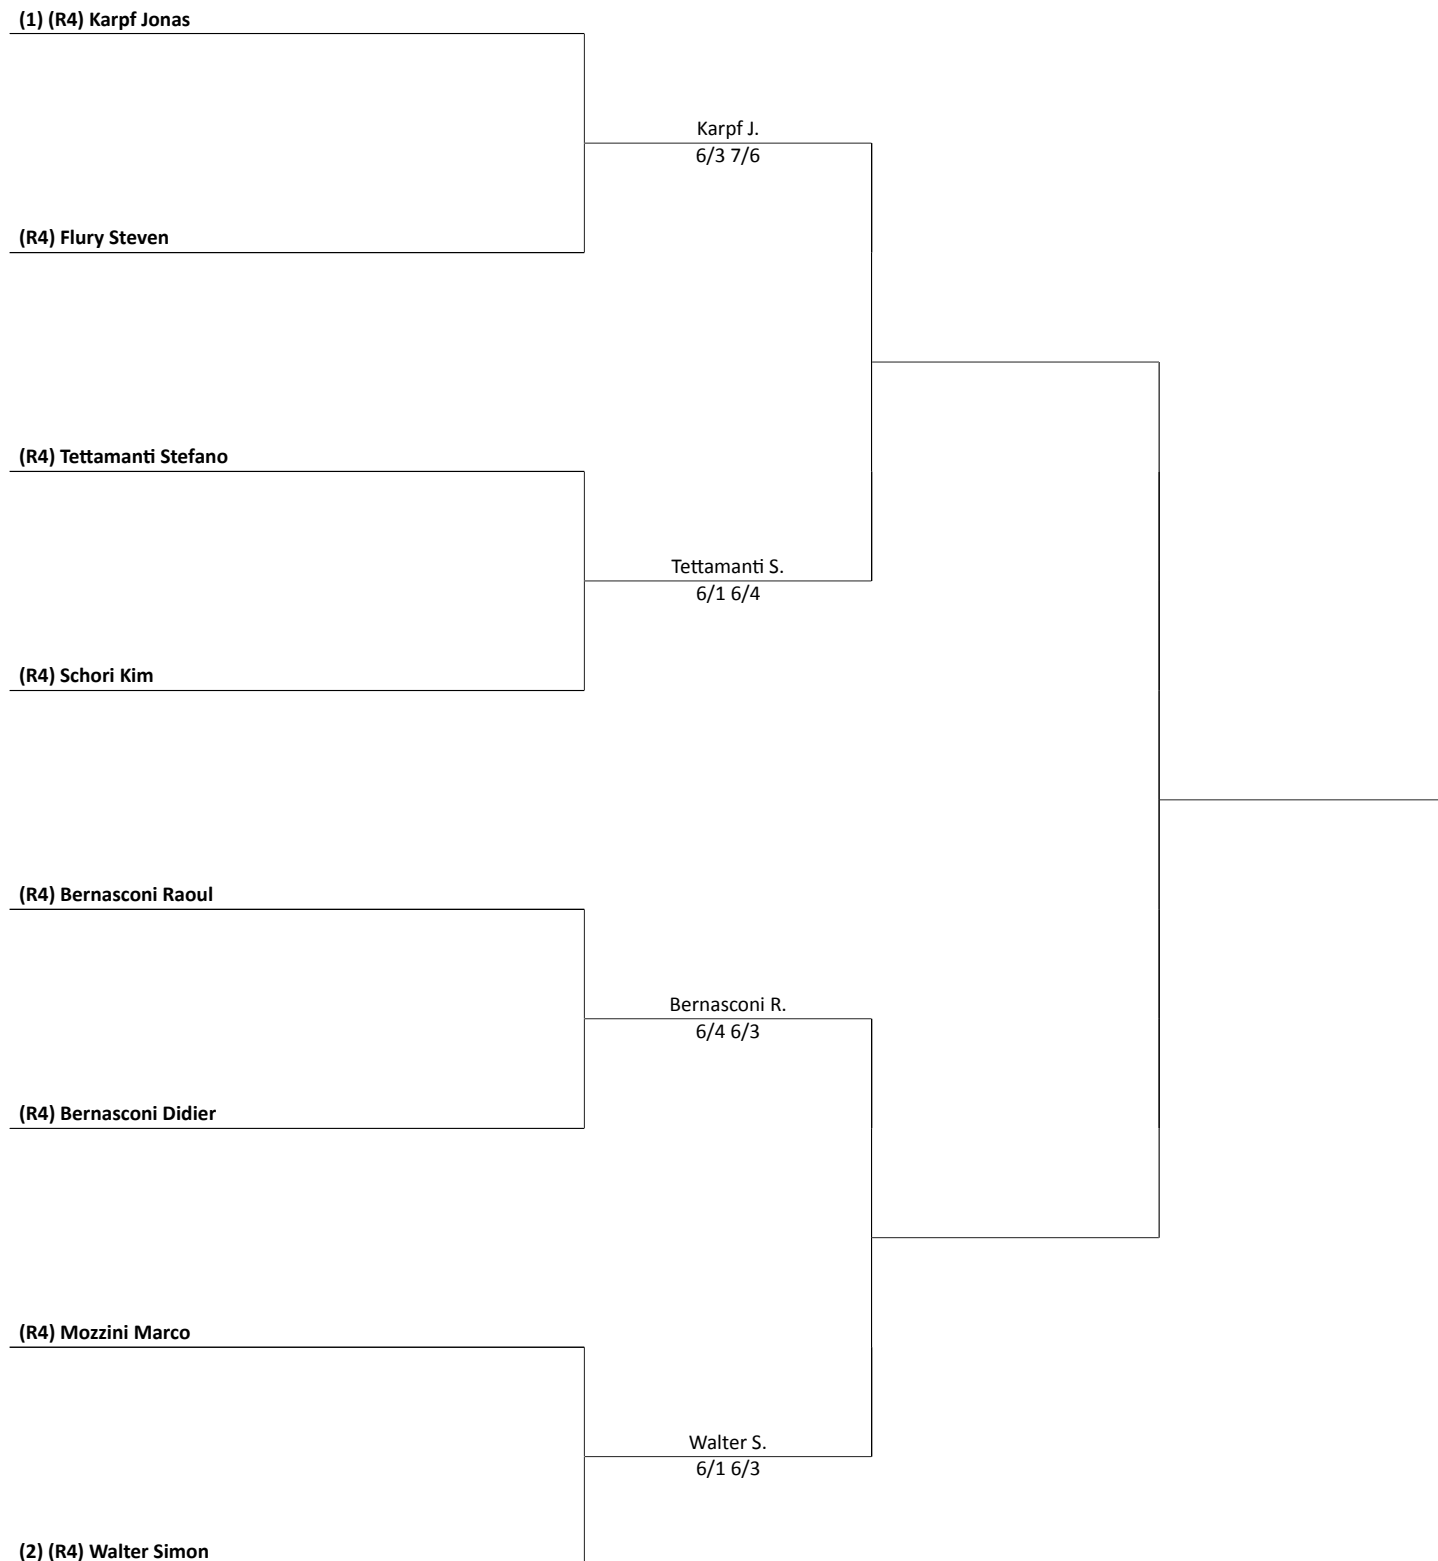 (1) (R4) Karpf Jonas
Karpf J.
6/3 7/6
(R4) Flury Steven
(R4) Tettamanti Stefano
Tettamanti S.
6/1 6/4
(R4) Schori Kim
(R4) Bernasconi Raoul
Bernasconi R.
6/4 6/3
(R4) Bernasconi Didier
(R4) Mozzini Marco
Walter S.
6/1 6/3
(2) (R4) Walter Simon